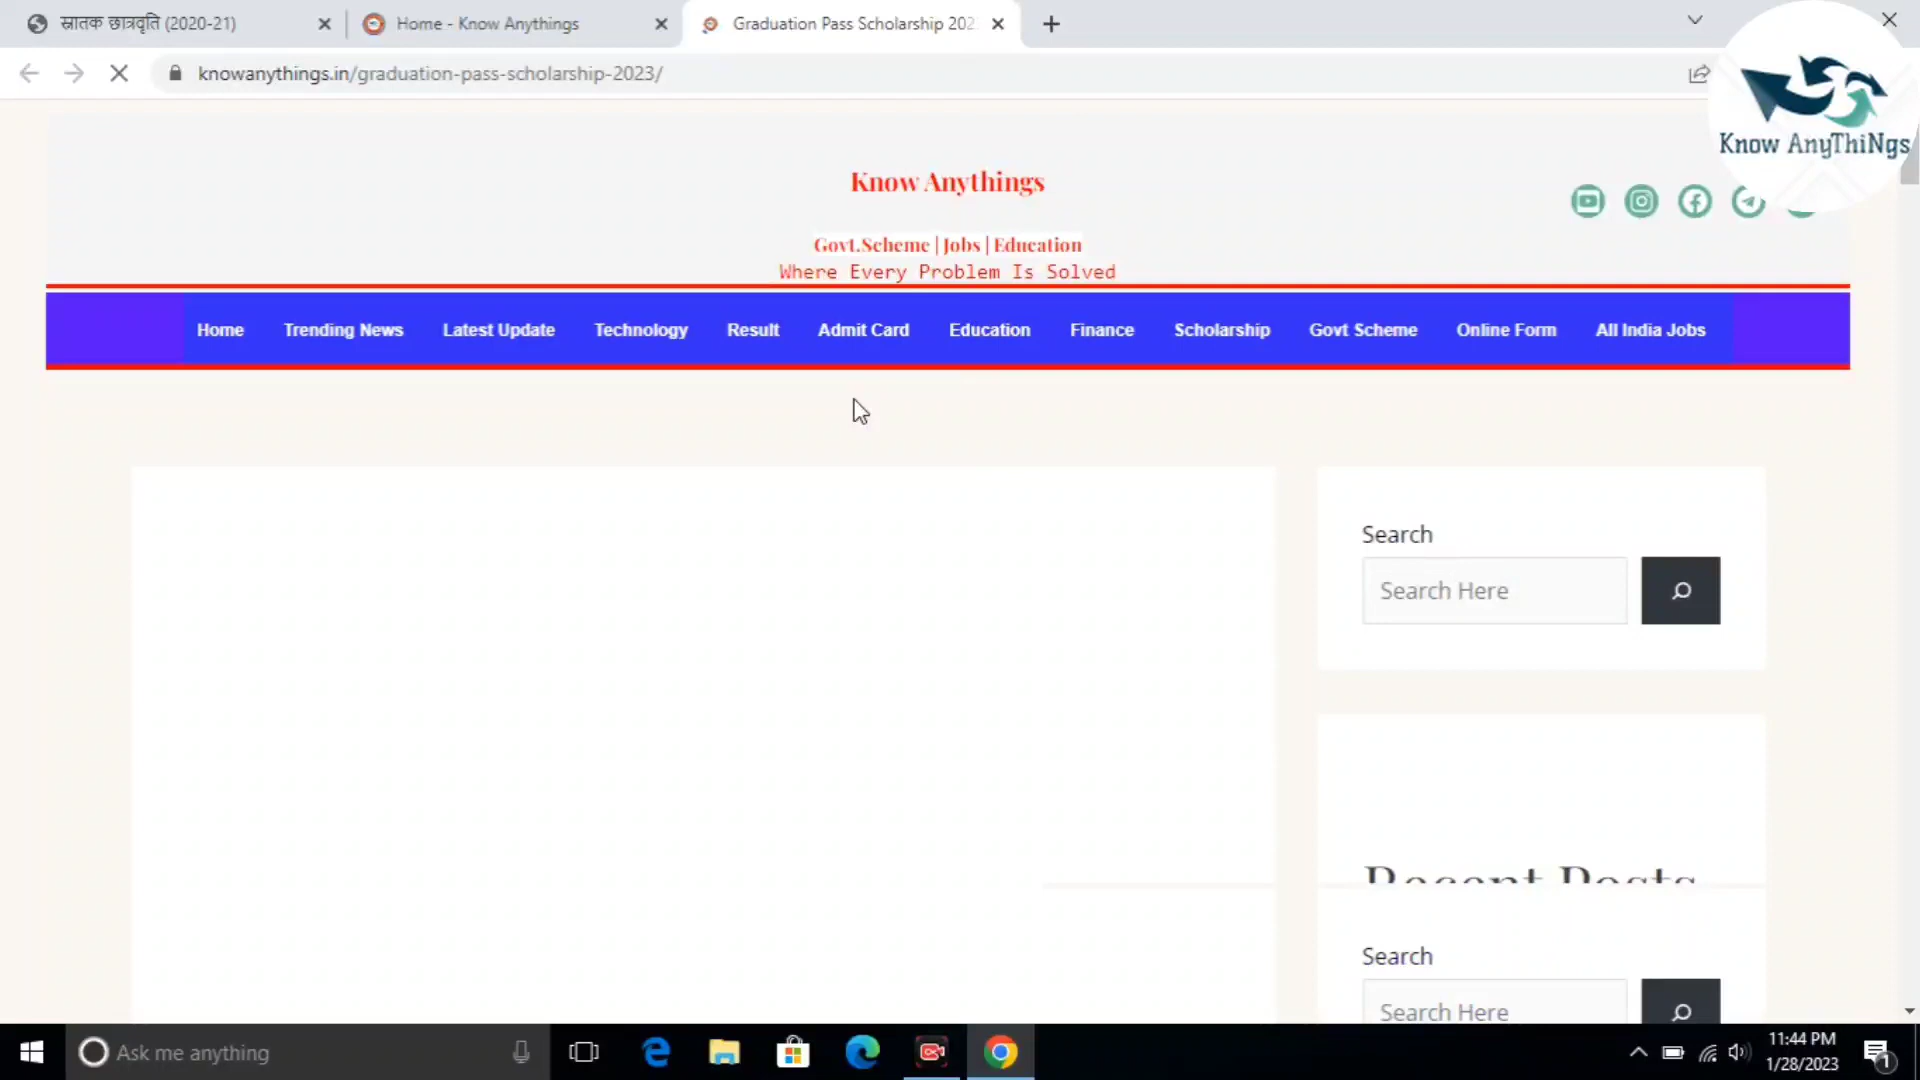 स्नातक छात्रवृति (2020-21)
Home - Know Anythings
Graduation Pass Scholarship 202
knowanythings.in/graduation-pass-scholarship-2023/
Know AnyThiNgs
Know Anythings
Govt.Scheme | Jobs | Education
Where Every Problem Is Solved
Home Trending News Latest Update Technology Result Admit Card Education Finance Scholarship Govt Scheme Online Form All India Jobs
Search
Search Here
Recent Posts
Search
Search Here
Ask me anything
11:44 PM
1/28/2023
1